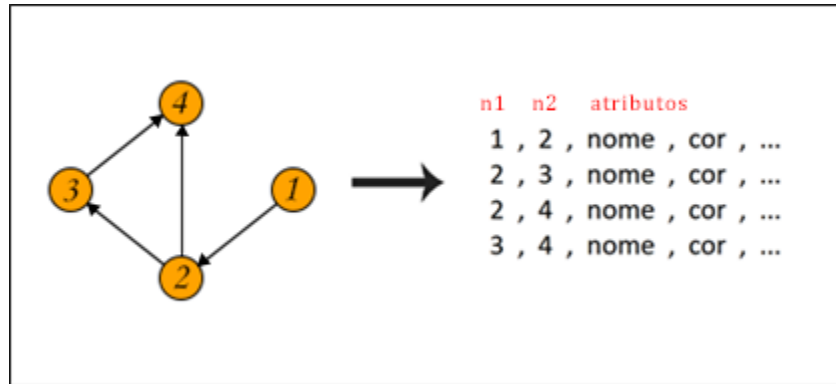 4
n1 n2 atributos
1 , 2 , nome , cor , ...
2 , 3 , nome , cor , ...
3
1
2 , 4 , nome , cor , ...
3 , 4 , nome , cor , ...
2